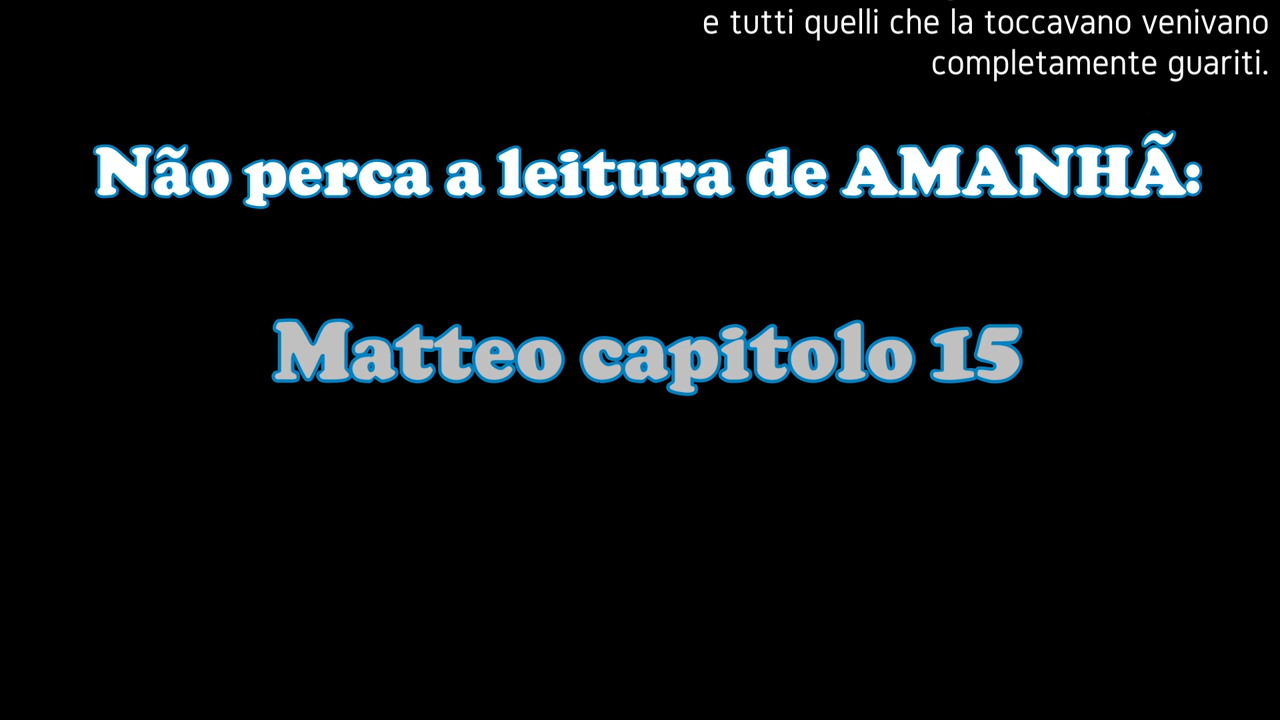 e tutti quelli che la toccavano venivano
completamente guariti.
Não perca a leitura de AMANHÃ:
Matteo capitolo 15